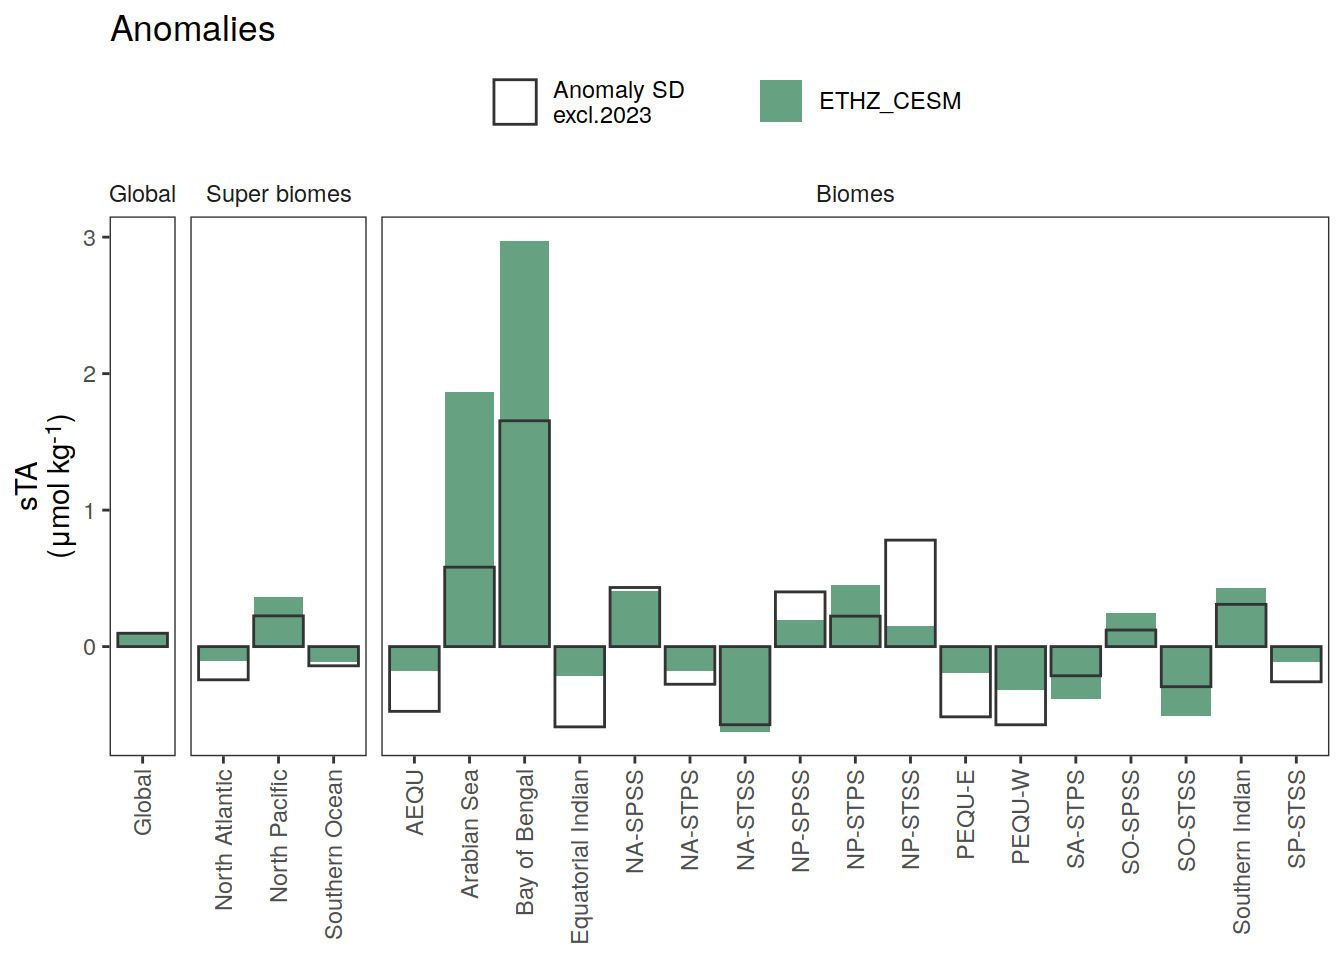 Anomalies
Anomaly SD
excl.2023
ETHZ_CESM
Global
Super biomes
Biomes
3
2
1
0
sTA
(μmol kg⁻¹)
Global
North Atlantic
North Pacific
Southern Ocean
AEQU
Arabian Sea
Bay of Bengal
Equatorial Indian
NA-SPSS
NA-STPS
NA-STSS
NP-SPSS
NP-STPS
NP-STSS
PEQU-E
PEQU-W
SA-STPS
SO-SPSS
SO-STSS
Southern Indian
SP-STSS